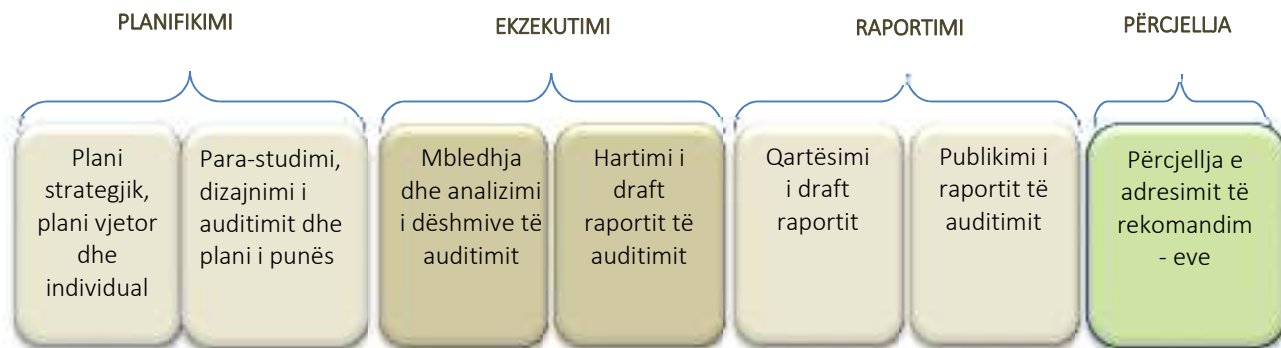 PLANIFIKIMI
EKZEKUTIMI
RAPORTIMI
PËRCJELLJA
Plani
strategjik,
plani vjetor
dhe
individual
Para-studimi,
dizajnimi i
auditimit dhe
plani i punës
Mbledhja
dhe analizimi
i dëshmive të
auditimit
Hartimi i
draft
raportit të
auditimit
Qartësimi
i draft
raportit
Publikimi i
raportit të
auditimit
Përcjellja e
adresimit të
rekomandim
- eve